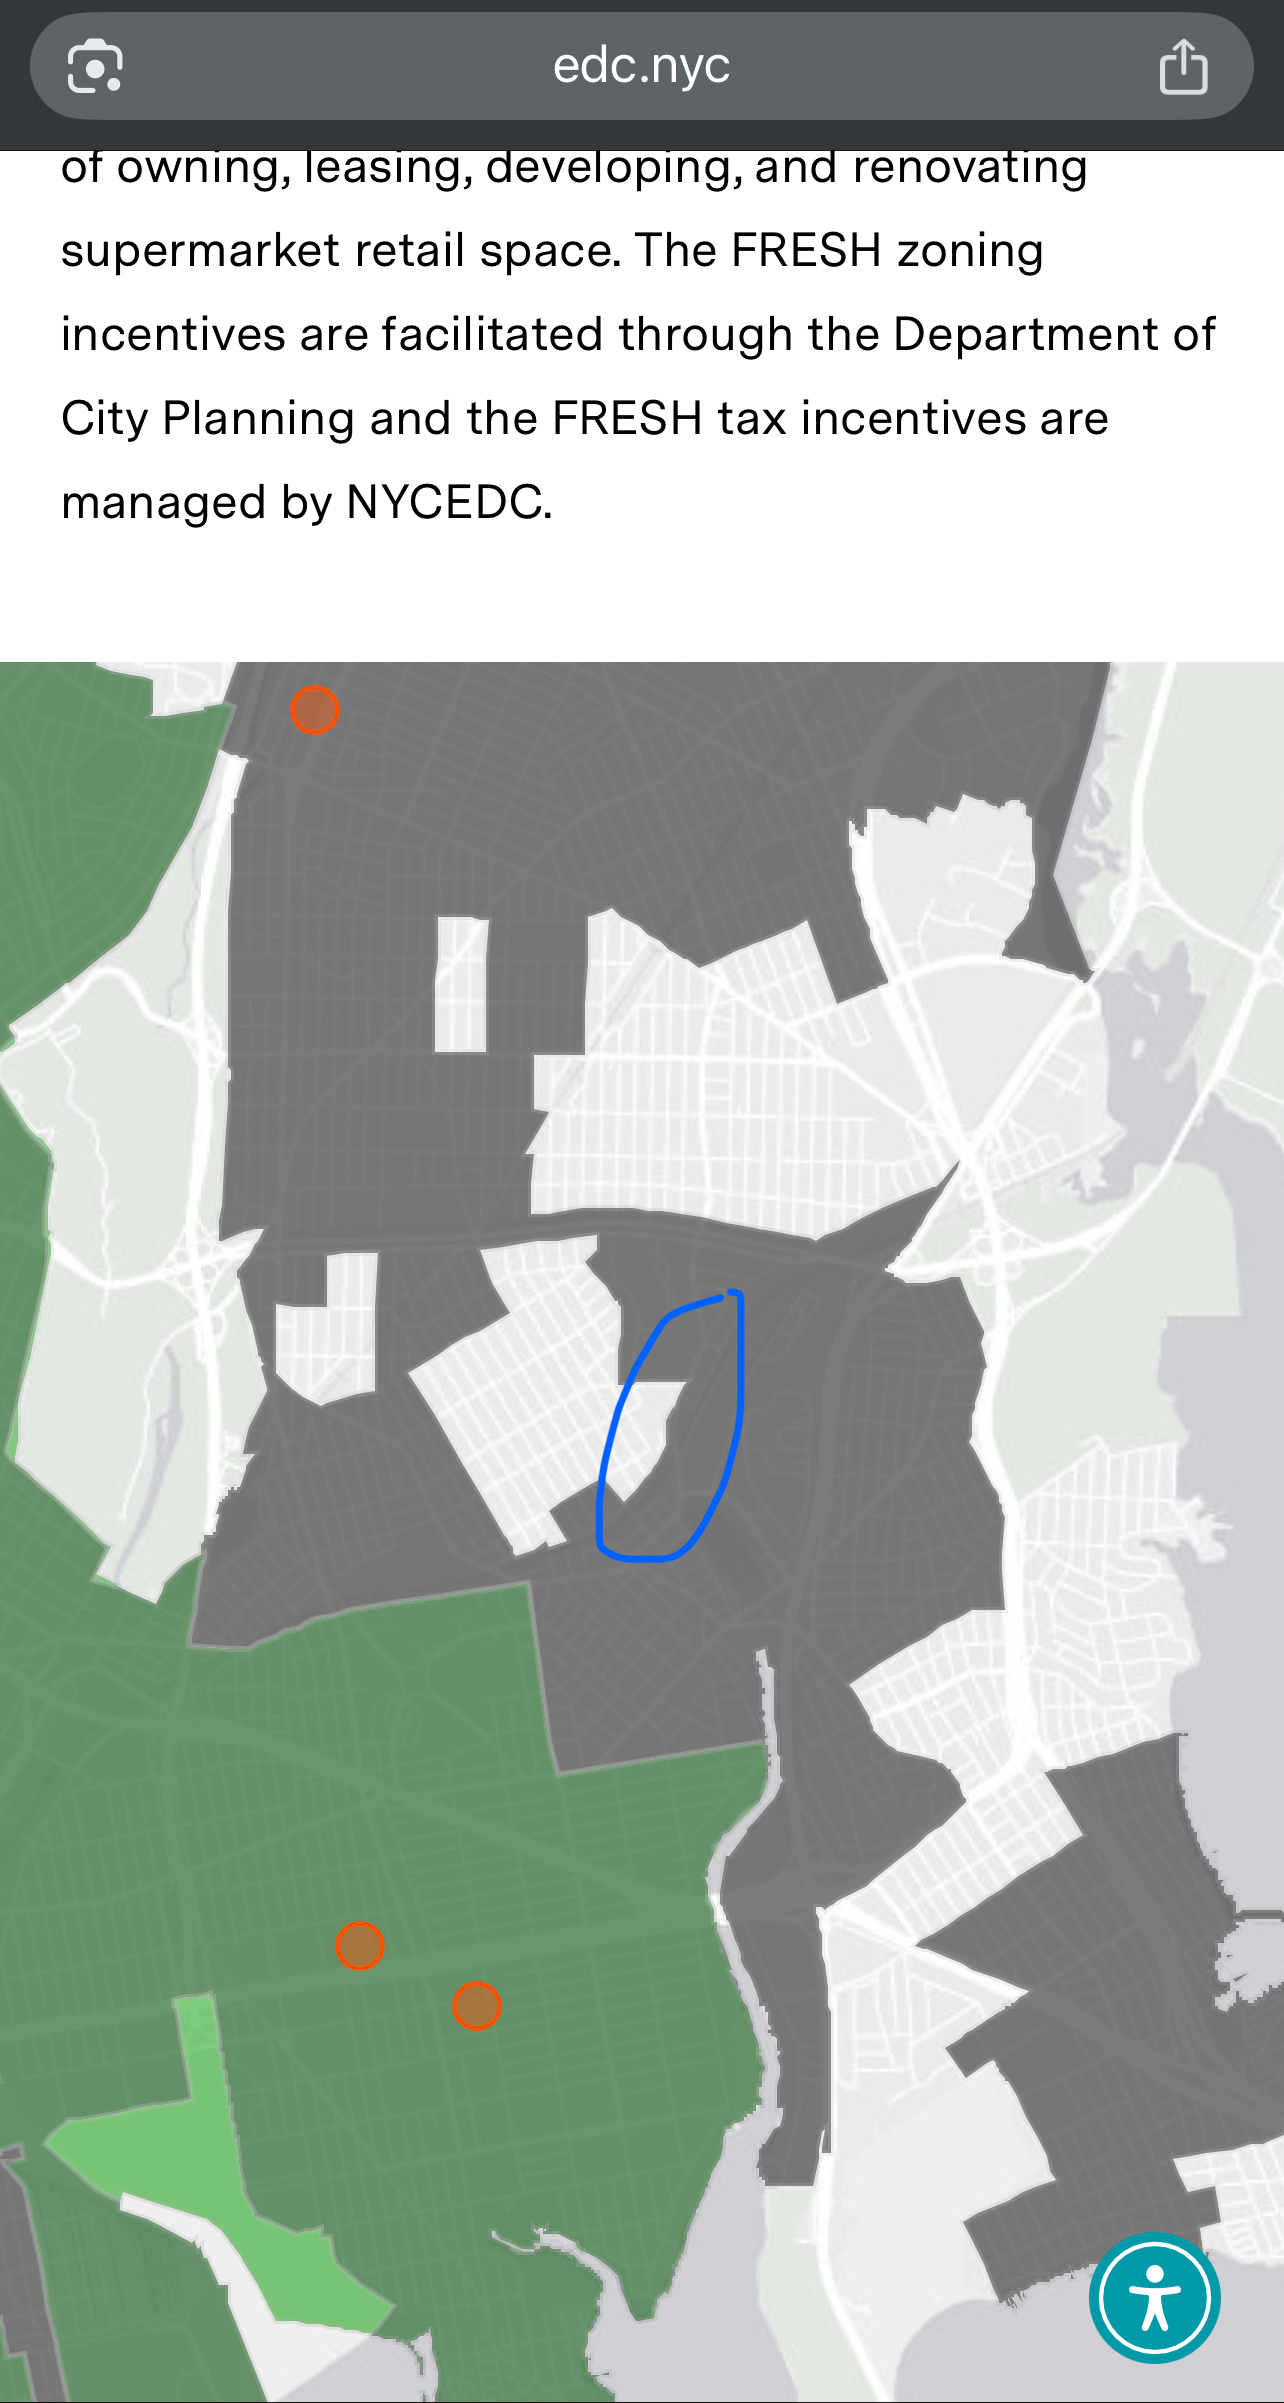 edc.nyc
of owning, leasing, developing, and renovating
supermarket retail space. The FRESH zoning
incentives are facilitated through the Department of
City Planning and the FRESH tax incentives are
managed by NYCEDC.